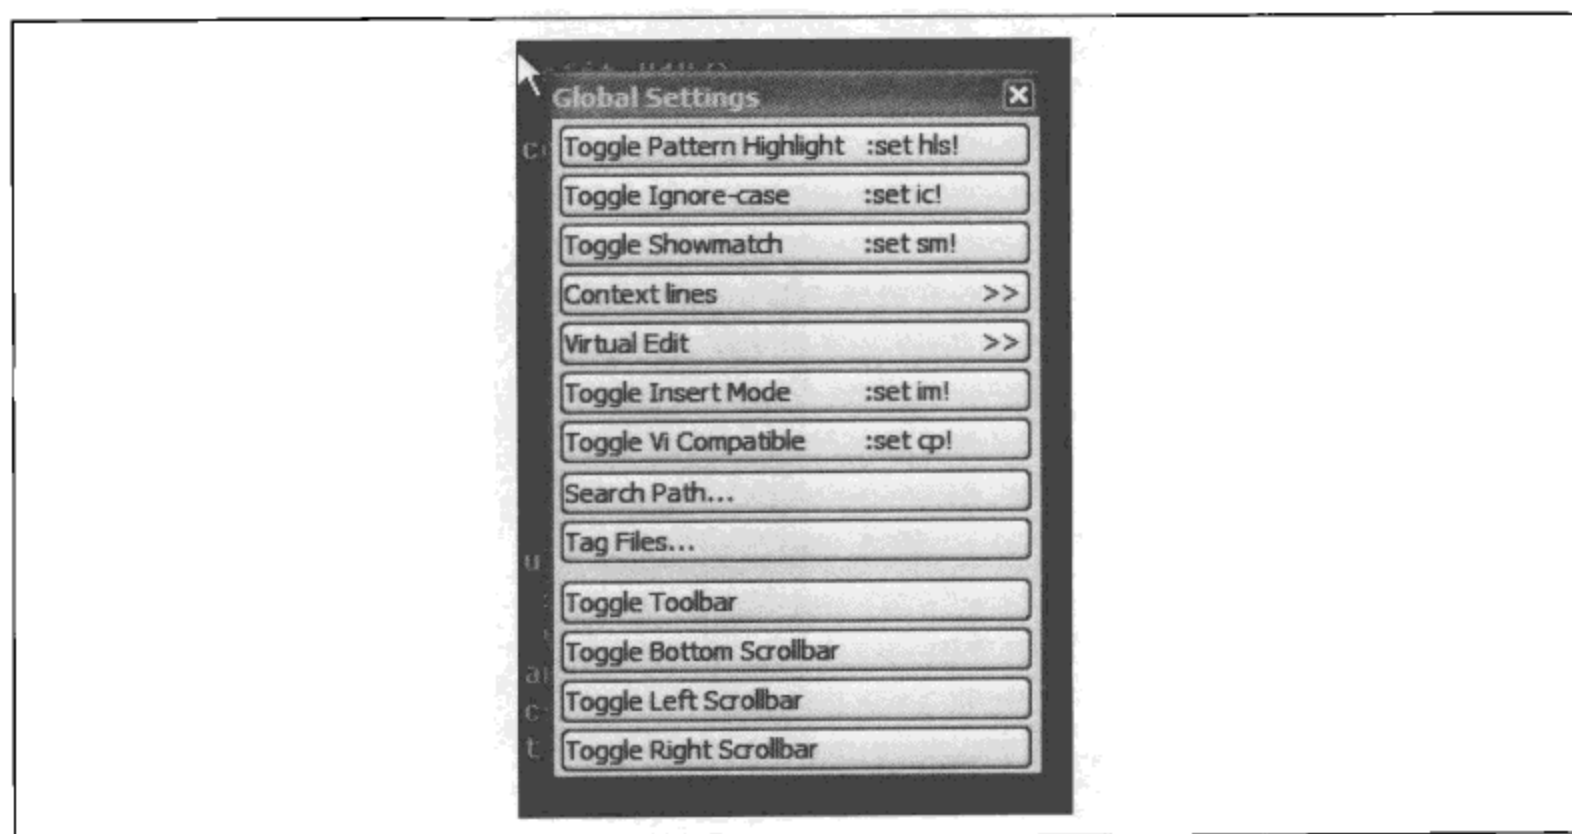 Global Settings
Toggle Pattern Highlight :set hls!
Toggle Ignore-case :set ic!
Toggle Showmatch :set sm!
Context lines >>
Virtual Edit >>
Toggle Insert Mode :set im!
Toggle Vi Compatible :set cp!
Search Path...
Tag Files...
Toggle Toolbar
Toggle Bottom Scrollbar
Toggle Left Scrollbar
Toggle Right Scrollbar